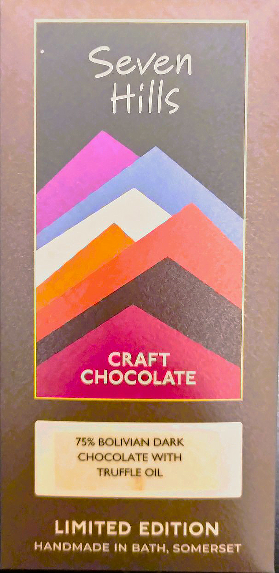 Seven
Hills
CRAFT
CHOCOLATE
75% BOLIVIAN DARK
CHOCOLATE WITH
TRUFFLE OIL
LIMITED EDITION
HANDMADE IN BATH, SOMERSET